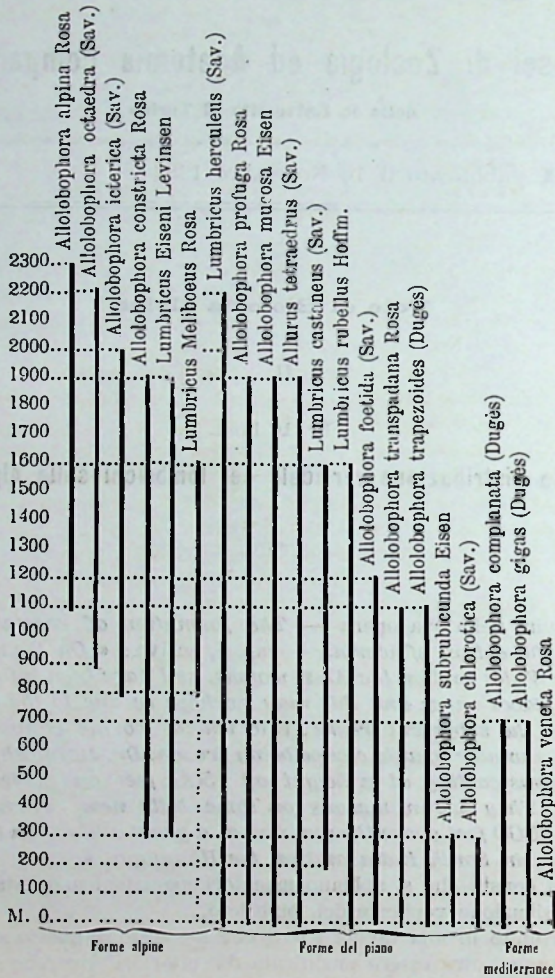 Allolobophora alpina Rosa
Allolobophora octaedra (Sav.)
Allolobophora icterica (Sav.)
Allolobophora constricta Rosa
Lumbricus Eiseni Levinsen
Lumbricus Meliboeus Rosa
Lumbricus herculeus (Sav.)
Allolobophora profuga Rosa
Allolobophora mucosa Eisen
Allurus tetraedrus (Sav.)
Lumbricus castaneus (Sav.)
Lumbricus rubellus Hoffm.
Allolobophora foetida (Sav.)
Allolobophora transpadana Rosa
Allolobophora trapezoides (Dugès)
Allolobophora subrubicunda Eisen
Allolobophora chlorotica (Sav.)
Allolobophora complanata (Dugès)
Allolobophora gigas (Dugès)
Allolobophora veneta Rosa
2300
2200
2100
2000
1900
1800
1700
1600
1500
1400
1300
1200
1100
1000
900
800
700
600
500
400
300
200
100
M. 0
Forme alpine
Forme del piano
Forme
mediterranee